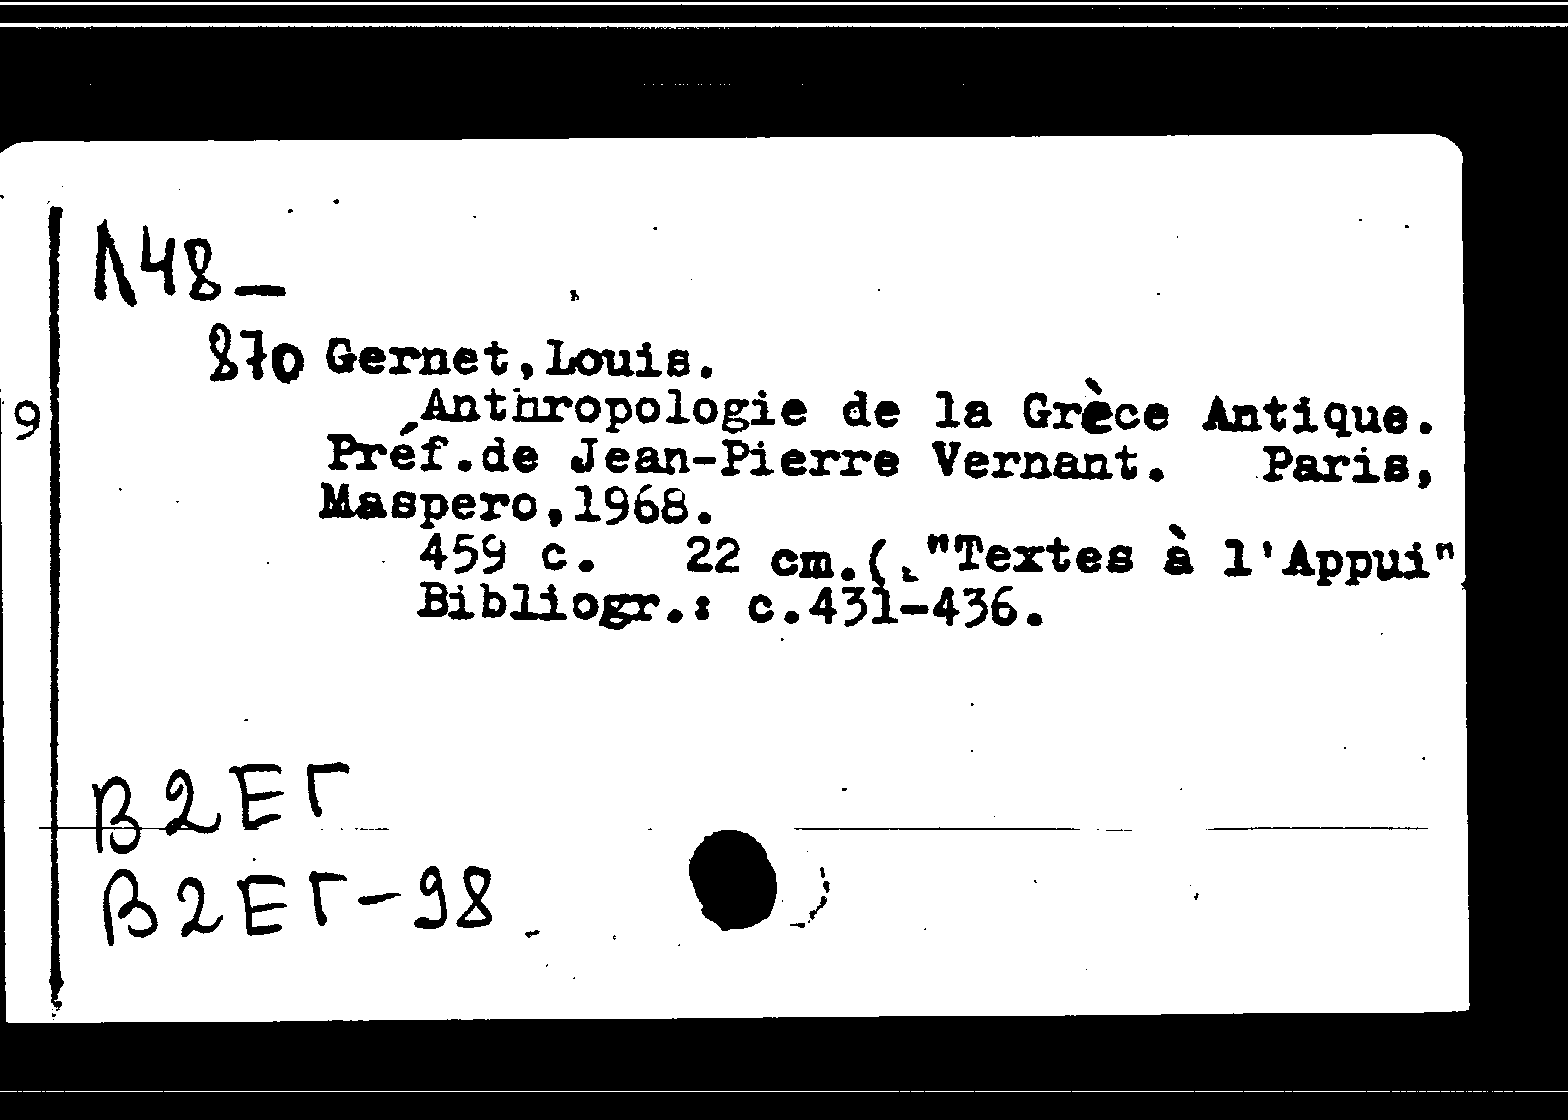 Л48-
870 Gernet,Louis.
9
Anthropologie de la Grèce Antique.
Préf.de Jean-Pierre Vernant. Paris,
Maspero,1968.
459 с. 22 cm.("Textes à l'Appui"
Bibliogr.: с.431-436.
В2ЕГ
В2ЕГ-98